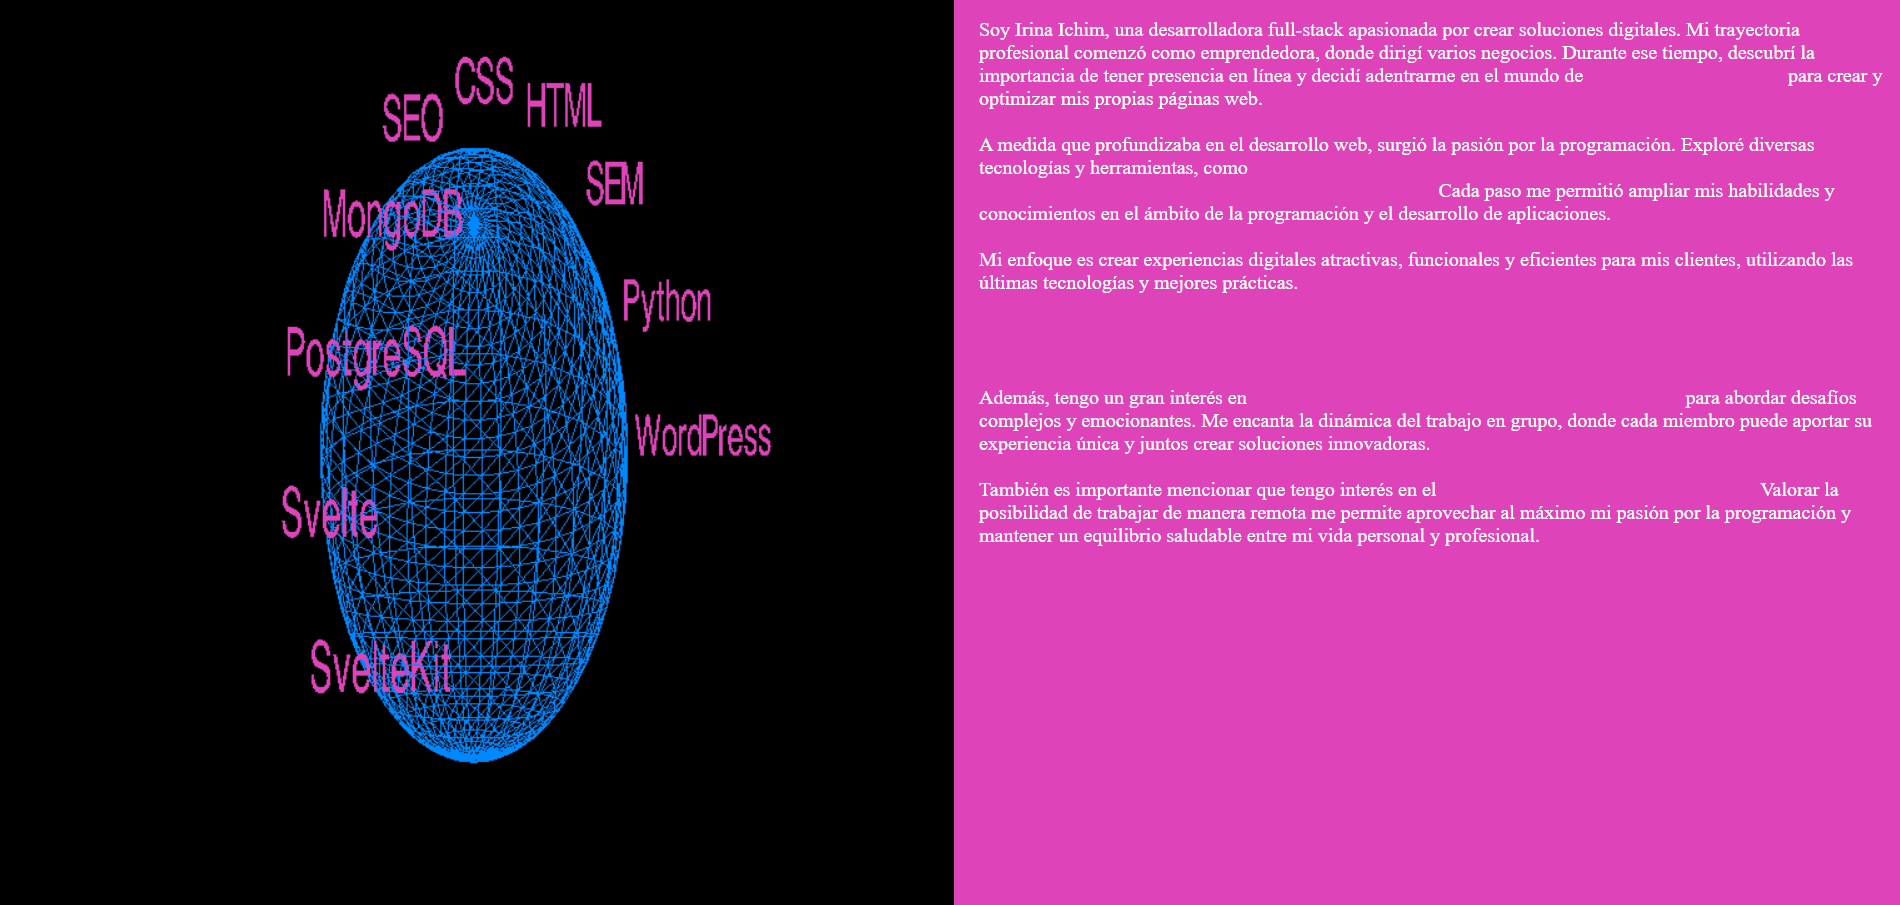 CSS
SEO
HTML
SEM
MongoDB
Python
PostgreSQL
WordPress
Svelte
SvelteKit
Soy Irina Ichim, una desarrolladora full-stack apasionada por crear soluciones digitales. Mi trayectoria
profesional comenzó como emprendedora, donde dirigí varios negocios. Durante ese tiempo, descubrí la
importancia de tener presencia en línea y decidí adentrarme en el mundo de para crear y
optimizar mis propias páginas web.
A medida que profundizaba en el desarrollo web, surgió la pasión por la programación. Exploré diversas
tecnologías y herramientas, como
Cada paso me permitió ampliar mis habilidades y
conocimientos en el ámbito de la programación y el desarrollo de aplicaciones.
Mi enfoque es crear experiencias digitales atractivas, funcionales y eficientes para mis clientes, utilizando las
últimas tecnologías y mejores prácticas.
Además, tengo un gran interés en para abordar desafíos
complejos y emocionantes. Me encanta la dinámica del trabajo en grupo, donde cada miembro puede aportar su
experiencia única y juntos crear soluciones innovadoras.
También es importante mencionar que tengo interés en el Valorar la
posibilidad de trabajar de manera remota me permite aprovechar al máximo mi pasión por la programación y
mantener un equilibrio saludable entre mi vida personal y profesional.